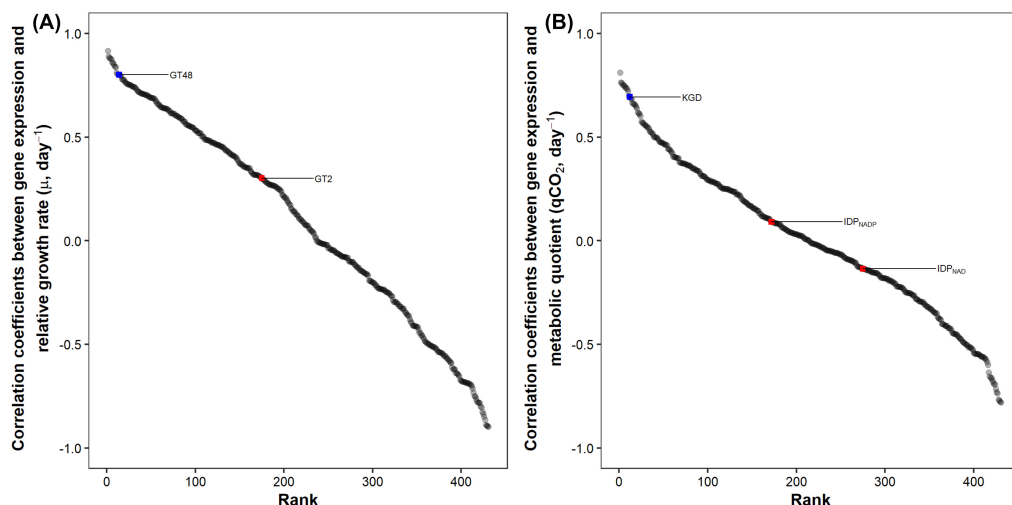 (A)
Correlation coefficients between gene expression and
relative growth rate (μ, day⁻¹)
1.0
0.5
0.0
-0.5
-1.0
GT48
GT2
0
100
200
300
400
Rank
(B)
Correlation coefficients between gene expression and
metabolic quotient (qCO₂, day⁻¹)
1.0
0.5
0.0
-0.5
-1.0
KGD
IDP_NADP
IDP_NAD
0
100
200
300
400
Rank